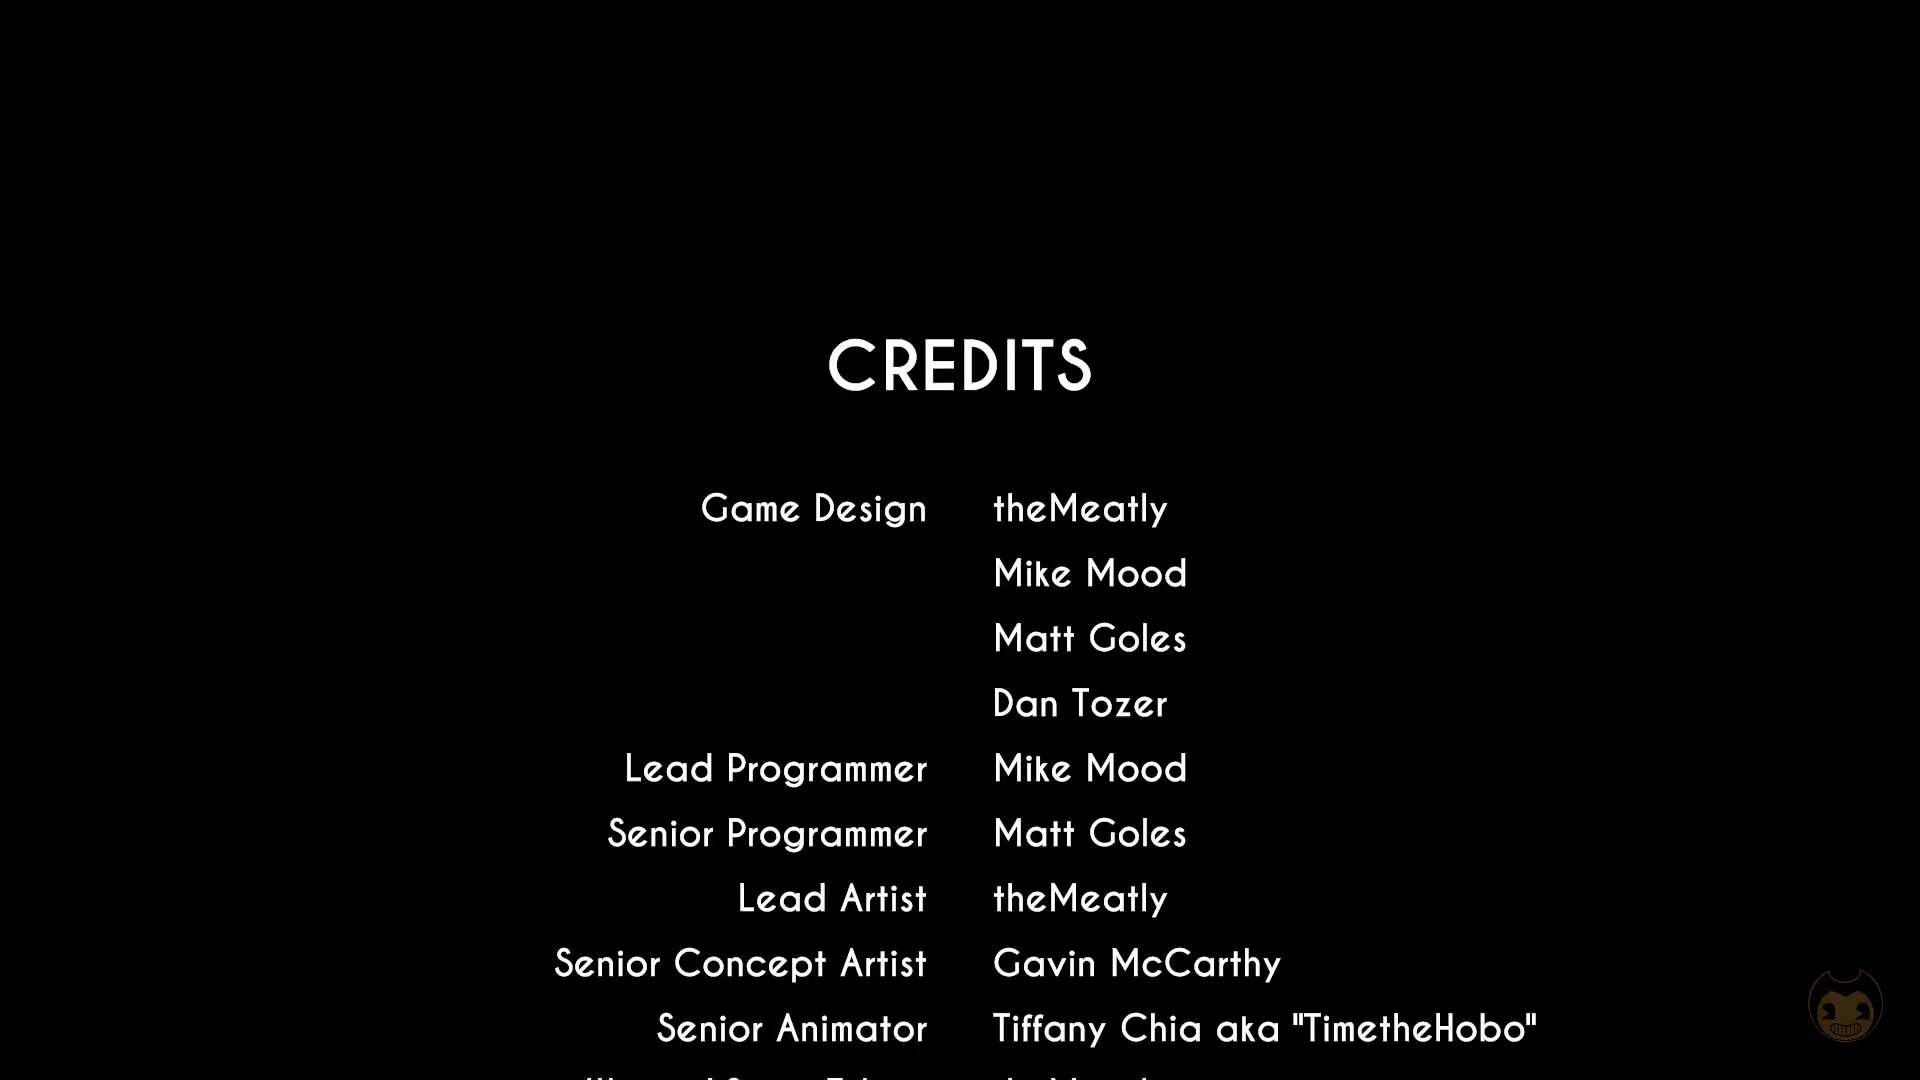 CREDITS
Game Design theMeatly
Mike Mood
Matt Goles
Dan Tozer
Lead Programmer Mike Mood
Senior Programmer Matt Goles
Lead Artist theMeatly
Senior Concept Artist Gavin McCarthy
Senior Animator Tiffany Chia aka "TimetheHobo"